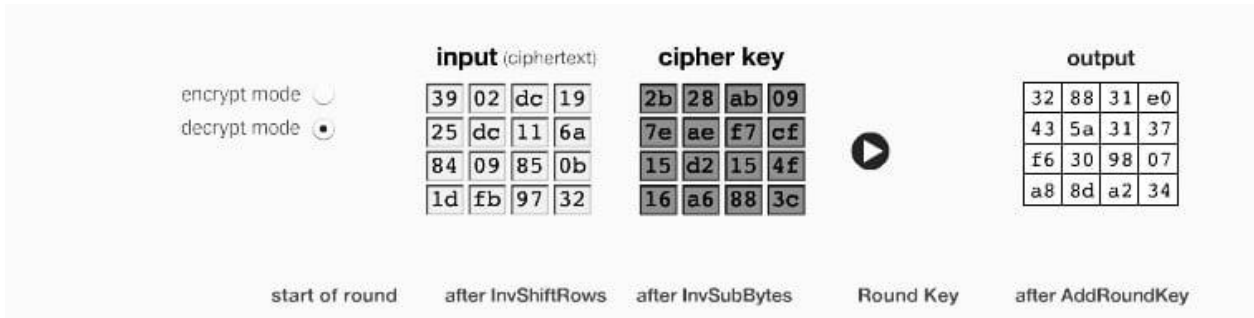 input (ciphertext) cipher key output
encrypt mode
decrypt mode
39 02 dc 19 2b 28 ab 09 32 88 31 e0
25 dc 11 6a 7e ae f7 cf 43 5a 31 37
84 09 85 0b 15 d2 15 4f f6 30 98 07
1d fb 97 32 16 a6 88 3c a8 8d a2 34
start of round after InvShiftRows after InvSubBytes Round Key after AddRoundKey